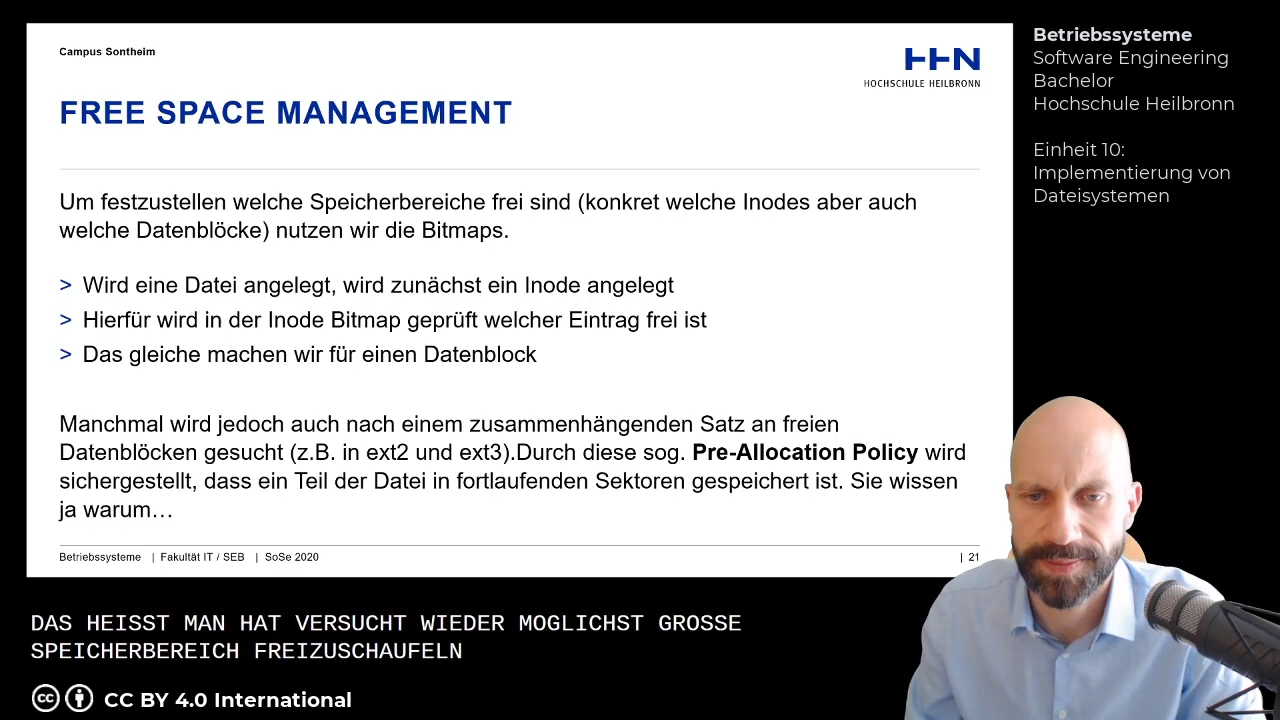 Campus Sontheim
HHN
HOCHSCHULE HEILBRONN
FREE SPACE MANAGEMENT
Um festzustellen welche Speicherbereiche frei sind (konkret welche Inodes aber auch
welche Datenblöcke) nutzen wir die Bitmaps.
> Wird eine Datei angelegt, wird zunächst ein Inode angelegt
> Hierfür wird in der Inode Bitmap geprüft welcher Eintrag frei ist
> Das gleiche machen wir für einen Datenblock
Manchmal wird jedoch auch nach einem zusammenhängenden Satz an freien
Datenblöcken gesucht (z.B. in ext2 und ext3).Durch diese sog. Pre-Allocation Policy wird
sichergestellt, dass ein Teil der Datei in fortlaufenden Sektoren gespeichert ist. Sie wissen
ja warum…
Betriebssysteme | Fakultät IT / SEB | SoSe 2020 | 21
Betriebssysteme
Software Engineering
Bachelor
Hochschule Heilbronn
Einheit 10:
Implementierung von
Dateisystemen
DAS HEISST MAN HAT VERSUCHT WIEDER MOGLICHST GROSSE
SPEICHERBEREICH FREIZUSCHAUFELN
cc CC BY 4.0 International